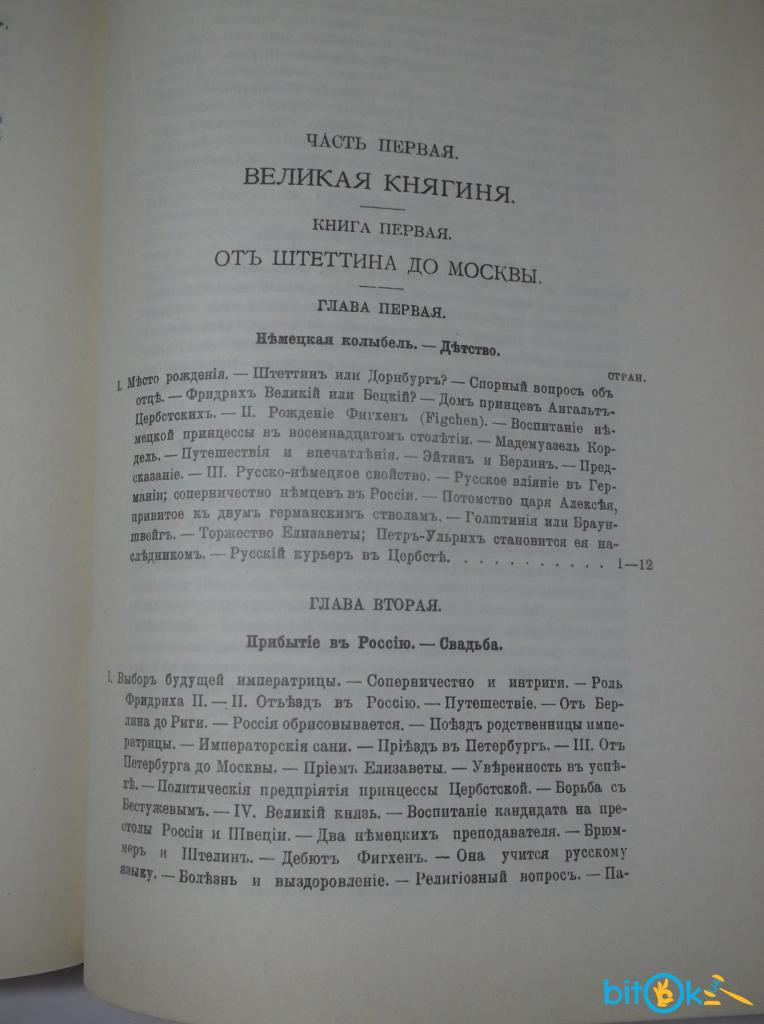 ЧАСТЬ ПЕРВАЯ.
ВЕЛИКАЯ КНЯГИНЯ.
КНИГА ПЕРВАЯ.
ОТЪ ШТЕТТИНА ДО МОСКВЫ.
ГЛАВА ПЕРВАЯ.
Нѣмецкая колыбель. — Дѣтство.
СТРАН.
I. Мѣсто рожденія. — Штеттинъ или Дорнбургъ? — Спорный вопросъ объ
отцѣ. — Фридрихъ Великій или Бецкій? — Домъ принцевъ Ангальтъ-
Цербстскихъ. — II. Рожденіе Фигхен (Figchen). — Воспитаніе нѣ-
мецкой принцессы въ восемнадцатомъ столѣтіи. — Мадемуазель Кор-
дель. — Путешествія и впечатлѣнія. — Эйтинъ и Берлинъ. — Пред-
сказаніе. — III. Русско-нѣмецкое свойство. — Русское вліяніе въ Гер-
маніи; соперничество нѣмцевъ въ Россіи. — Потомство царя Алексѣя,
привитое къ двумъ германскимъ стволамъ. — Голштинія или Браун-
швейгъ. — Торжество Елизаветы; Петръ-Ульрихъ становится ея на-
слѣдникомъ. — Русскій курьеръ въ Цербстѣ. . . . . . . . . . . 1—12
ГЛАВА ВТОРАЯ.
Прибытіе въ Россію. — Свадьба.
I. Выборъ будущей императрицы. — Соперничество и интриги. — Роль
Фридриха II. — II. Отъѣздъ въ Россію. — Путешествіе. — Отъ Бер-
лина до Риги. — Россія обрисовывается. — Поѣздъ родственницы импе-
ратрицы. — Императорскія сани. — Пріѣздъ въ Петербургъ. — III. Отъ
Петербурга до Москвы. — Пріемъ Елизаветы. — Увѣренность въ успѣ-
хѣ. — Политическія предпріятія принцессы Цербстской. — Борьба съ
Бестужевымъ. — IV. Великій князь. — Воспитаніе кандидата на пре-
столы Россіи и Швеціи. — Два нѣмецкихъ преподавателя. — Брюм-
меръ и Штелинъ. — Дебютъ Фигхенъ. — Она учится русскому
языку. — Болѣзнь и выздоровленіе. — Религіозный вопросъ. — Па-
bitok